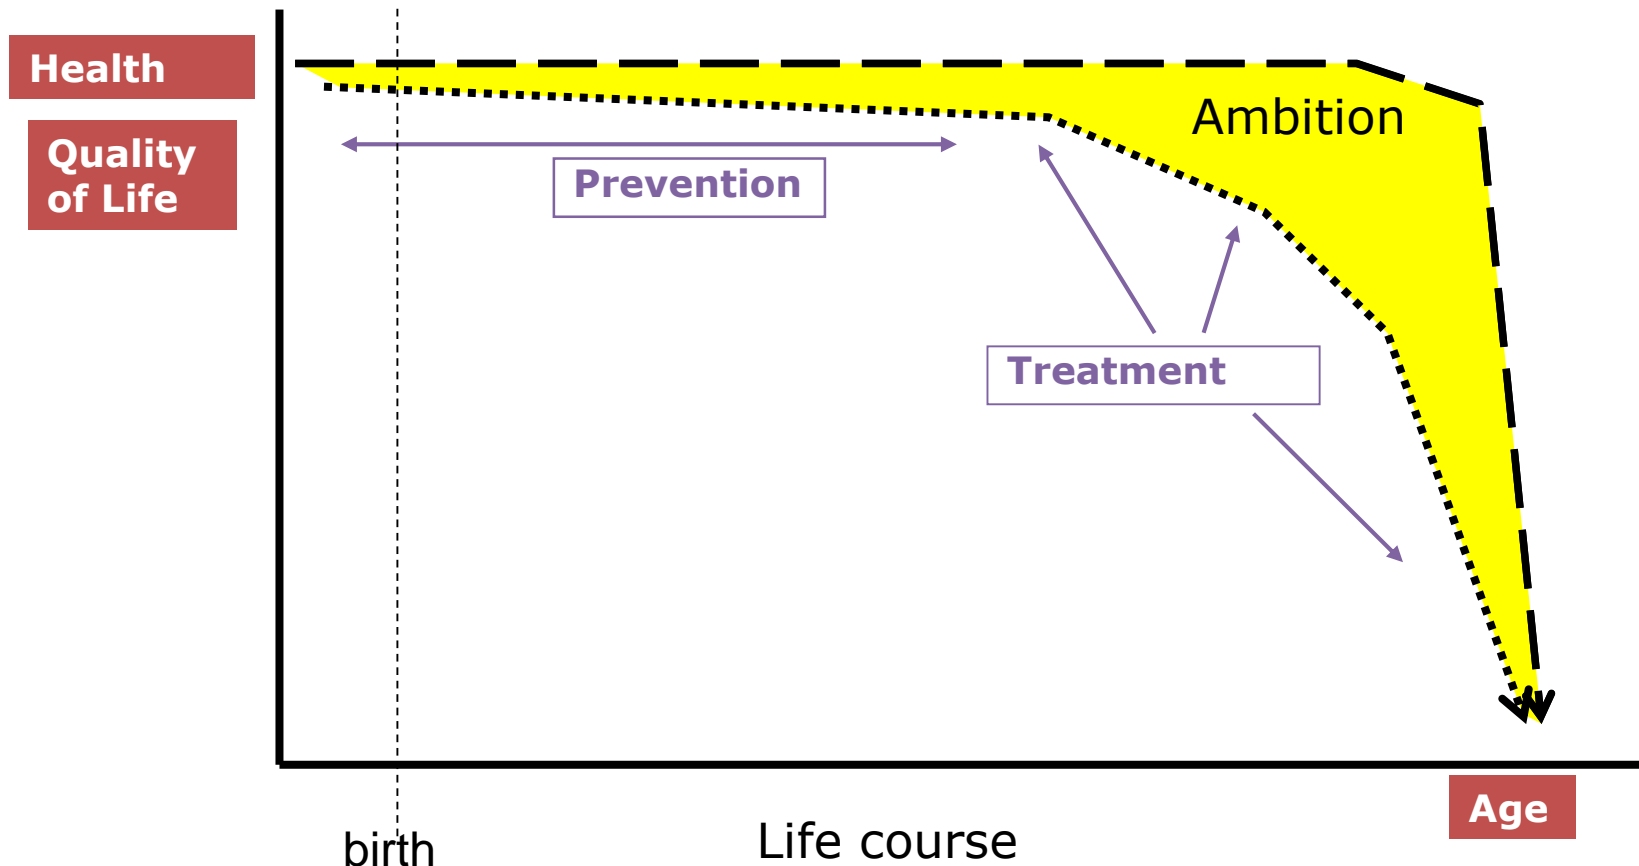 Health
Quality
of Life
Ambition
Prevention
Treatment
Age
birth
Life course